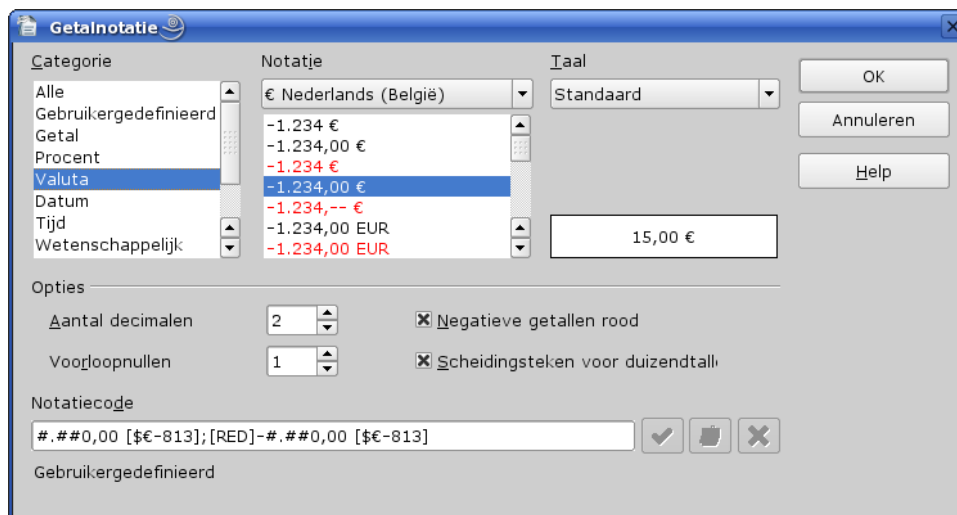 Getalnotatie
Categorie
Alle
Gebruikergedefinieerd
Getal
Procent
Valuta
Datum
Tijd
Wetenschappelijk
Notatie
€ Nederlands (België)
-1.234 €
-1.234,00 €
-1.234 €
-1.234,00 €
-1.234,-- €
-1.234,00 EUR
-1.234,00 EUR
Taal
Standaard
15,00 €
OK
Annuleren
Help
Opties
Aantal decimalen
2
Negatieve getallen rood
Voorloopnullen
1
Scheidingsteken voor duizendtall
Notatiecode
#.##0,00 [$€-813];[RED]-#.##0,00 [$€-813]
Gebruikergedefinieerd